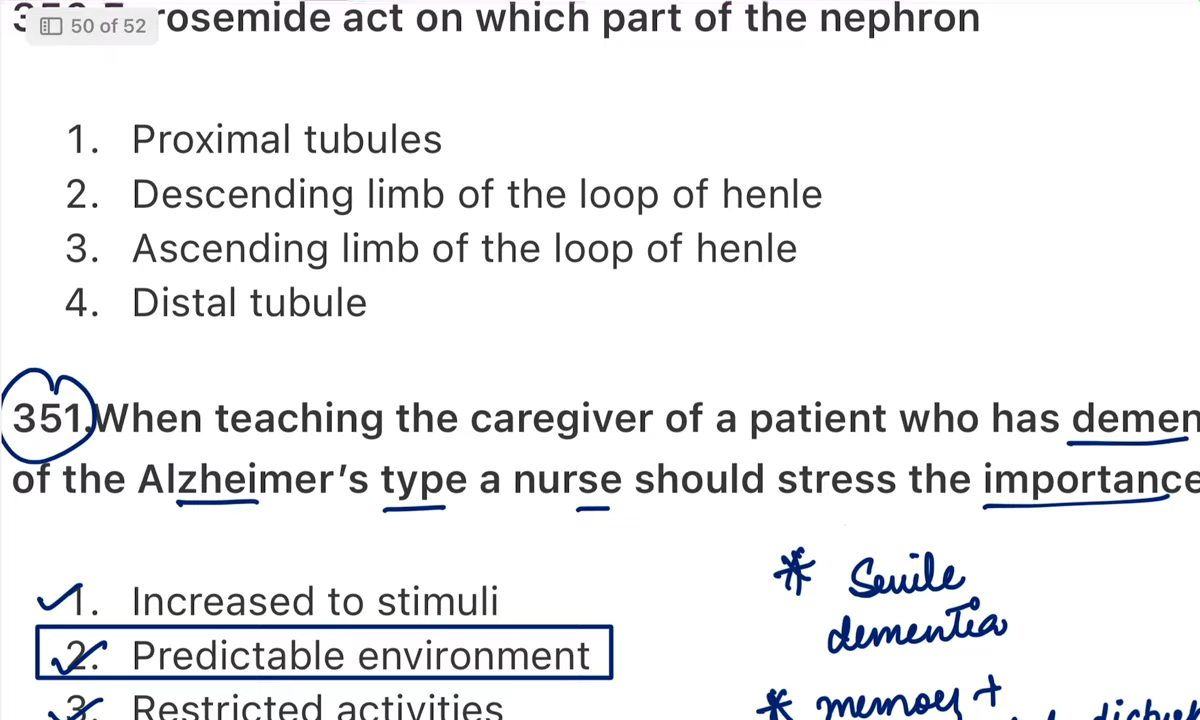 50 of 52
rosemide act on which part of the nephron
1. Proximal tubules
2. Descending limb of the loop of henle
3. Ascending limb of the loop of henle
4. Distal tubule
351.When teaching the caregiver of a patient who has demen
of the Alzheimer's type a nurse should stress the importance
1. Increased to stimuli
2. Predictable environment
3. Restricted activities
* Senile
dementia
* memory +